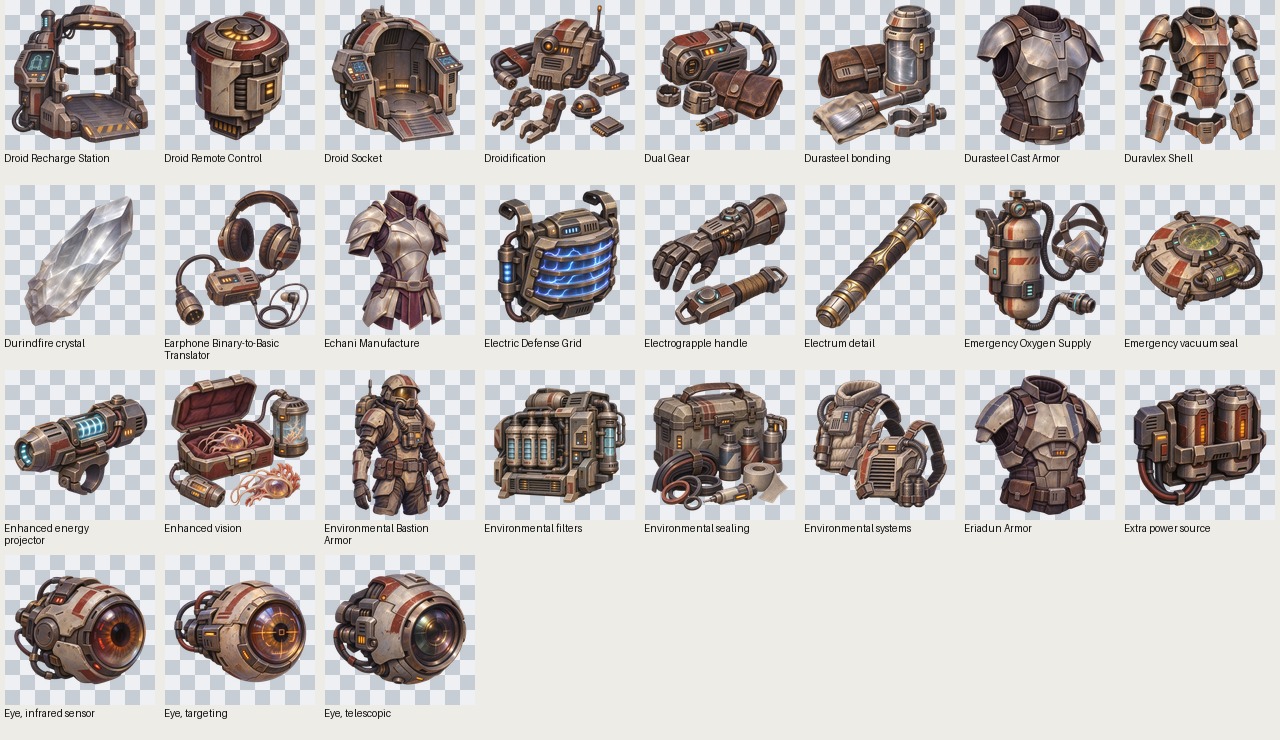 Droid Recharge Station
Droid Remote Control
Droid Socket
Droidification
Dual Gear
Durasteel bonding
Durasteel Cast Armor
Duravlex Shell
Durindfire crystal
Earphone Binary-to-Basic
Translator
Echani Manufacture
Electric Defense Grid
Electrograpple handle
Electrum detail
Emergency Oxygen Supply
Emergency vacuum seal
Enhanced energy
projector
Enhanced vision
Environmental Bastion
Armor
Environmental filters
Environmental sealing
Environmental systems
Eriadun Armor
Extra power source
Eye, infrared sensor
Eye, targeting
Eye, telescopic